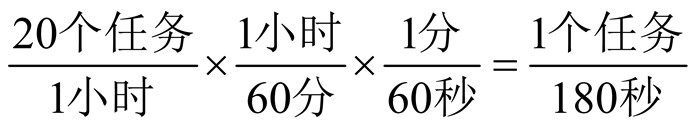 20个任务/1小时 × 1小时/60分 × 1分/60秒 = 1个任务/180秒